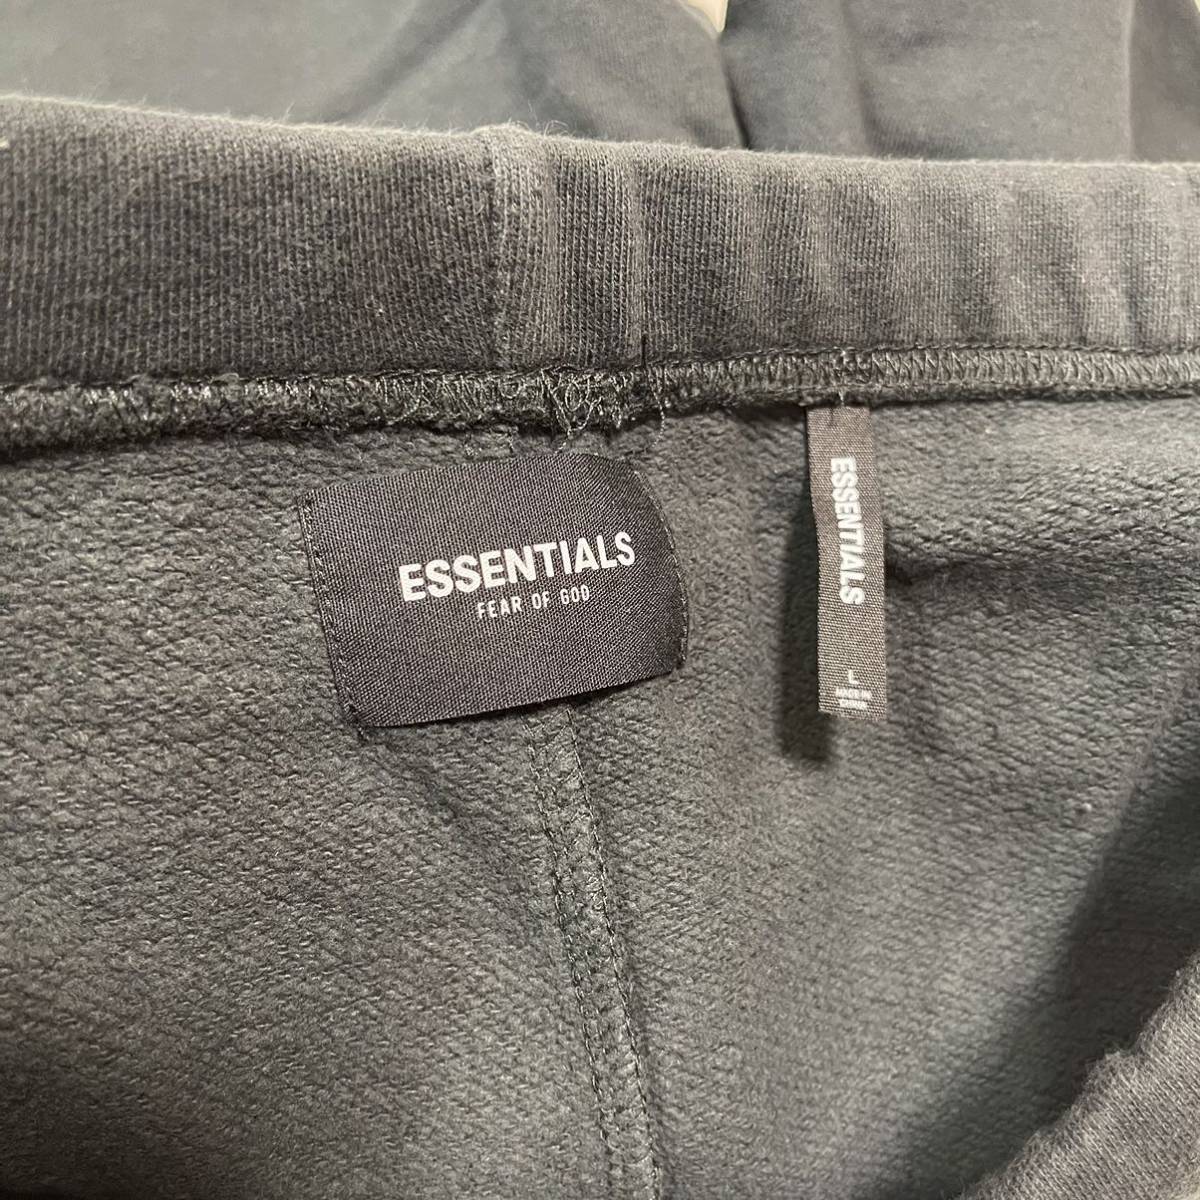 ESSENTIALS
FEAR OF GOD
ESSENTIALS
L
MADE IN
CHINA